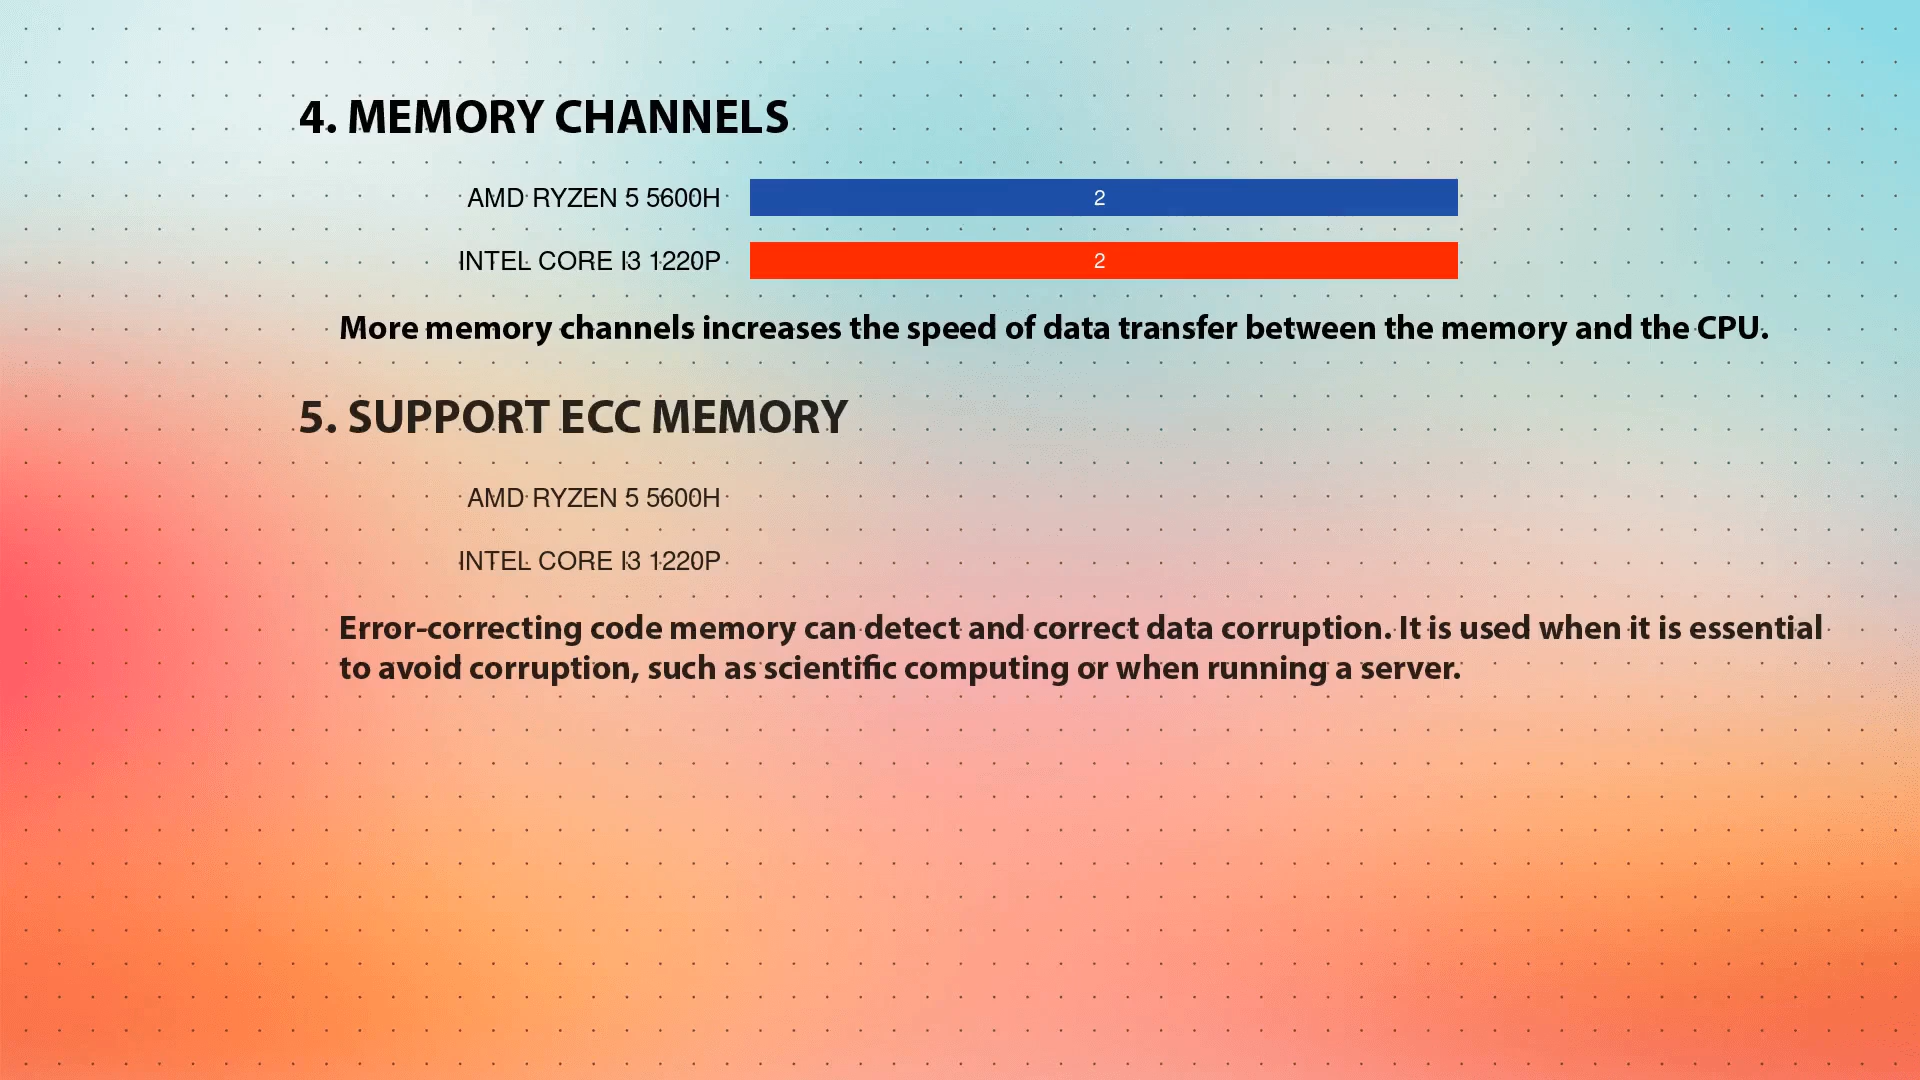 4. MEMORY CHANNELS
AMD RYZEN 5 5600H 2
INTEL CORE I3 1220P 2
More memory channels increases the speed of data transfer between the memory and the CPU.
5. SUPPORT ECC MEMORY
AMD RYZEN 5 5600H
INTEL CORE I3 1220P
Error-correcting code memory can detect and correct data corruption. It is used when it is essential
to avoid corruption, such as scientific computing or when running a server.